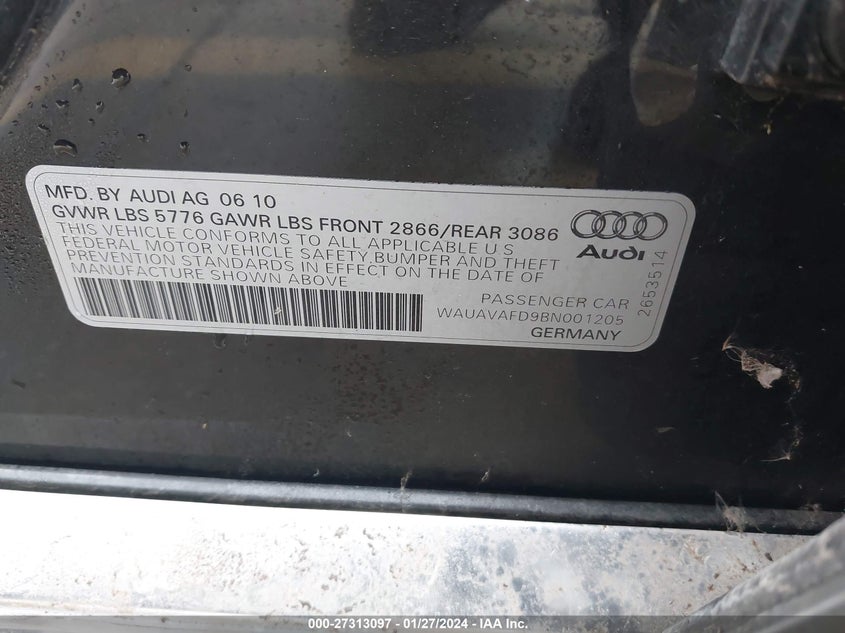 MFD. BY AUDI AG 06 10
GVWR LBS 5776 GAWR LBS FRONT 2866/REAR 3086
THIS VEHICLE CONFORMS TO ALL APPLICABLE U S
FEDERAL MOTOR VEHICLE SAFETY,BUMPER AND THEFT
PREVENTION STANDARDS IN EFFECT ON THE DATE OF
MANUFACTURE SHOWN ABOVE
Audi
2653514
PASSENGER CAR
WAUAVAFD9BN001205
GERMANY
000-27313097 - 01/27/2024 - IAA Inc.